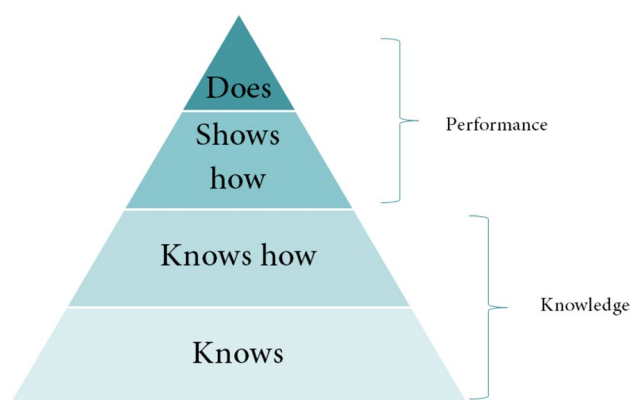 Does
Shows
how
Performance
Knows how
Knowledge
Knows